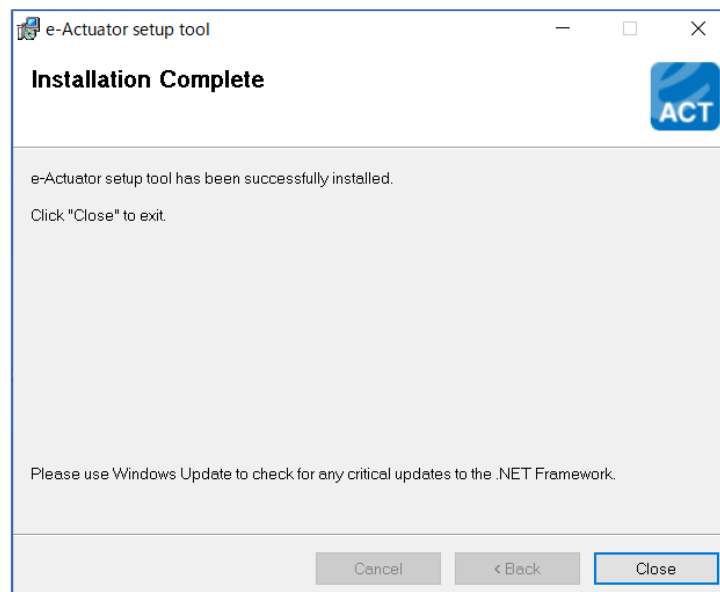 e-Actuator setup tool
Installation Complete
ACT
e-Actuator setup tool has been successfully installed.
Click "Close" to exit.
Please use Windows Update to check for any critical updates to the .NET Framework.
Cancel
< Back
Close